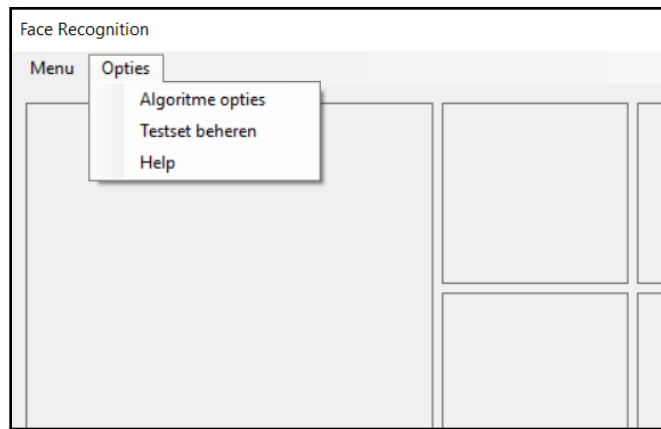 Face Recognition
Menu Opties
Algoritme opties
Testset beheren
Help